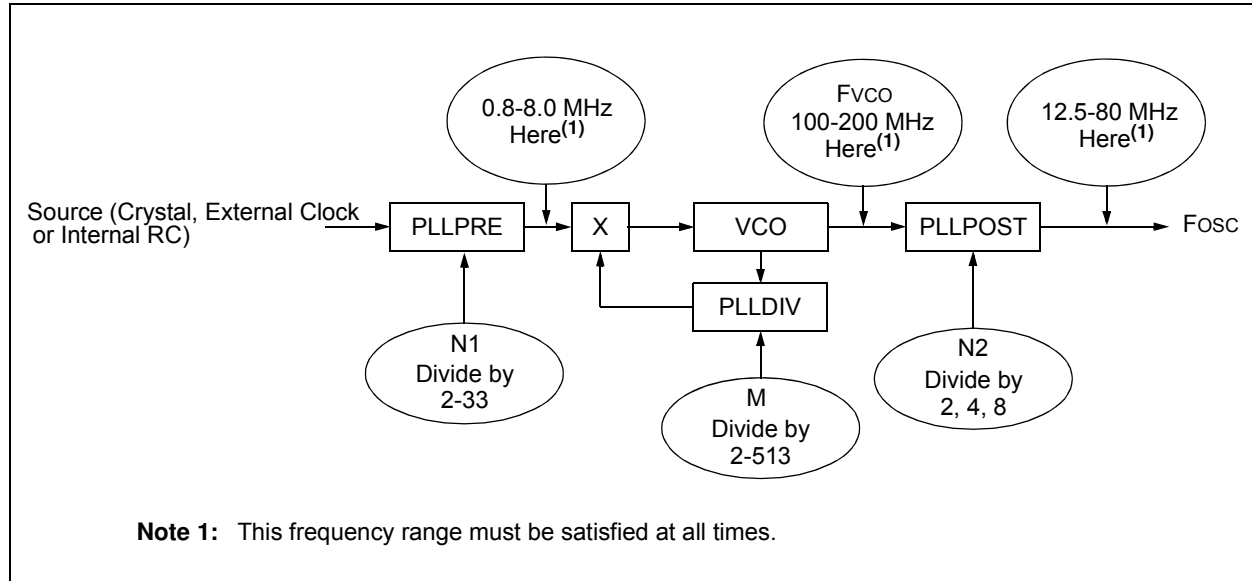 0.8-8.0 MHz
Here(1)
FVCO
100-200 MHz
Here(1)
12.5-80 MHz
Here(1)
Source (Crystal, External Clock
or Internal RC)
PLLPRE
X
VCO
PLLPOST
FOSC
PLLDIV
N1
Divide by
2-33
M
Divide by
2-513
N2
Divide by
2, 4, 8
Note 1: This frequency range must be satisfied at all times.